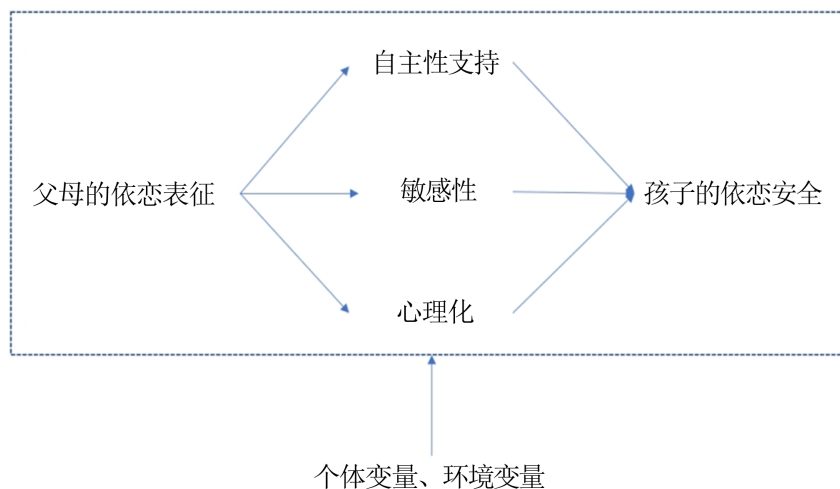 自主性支持
父母的依恋表征
敏感性
孩子的依恋安全
心理化
个体变量、环境变量